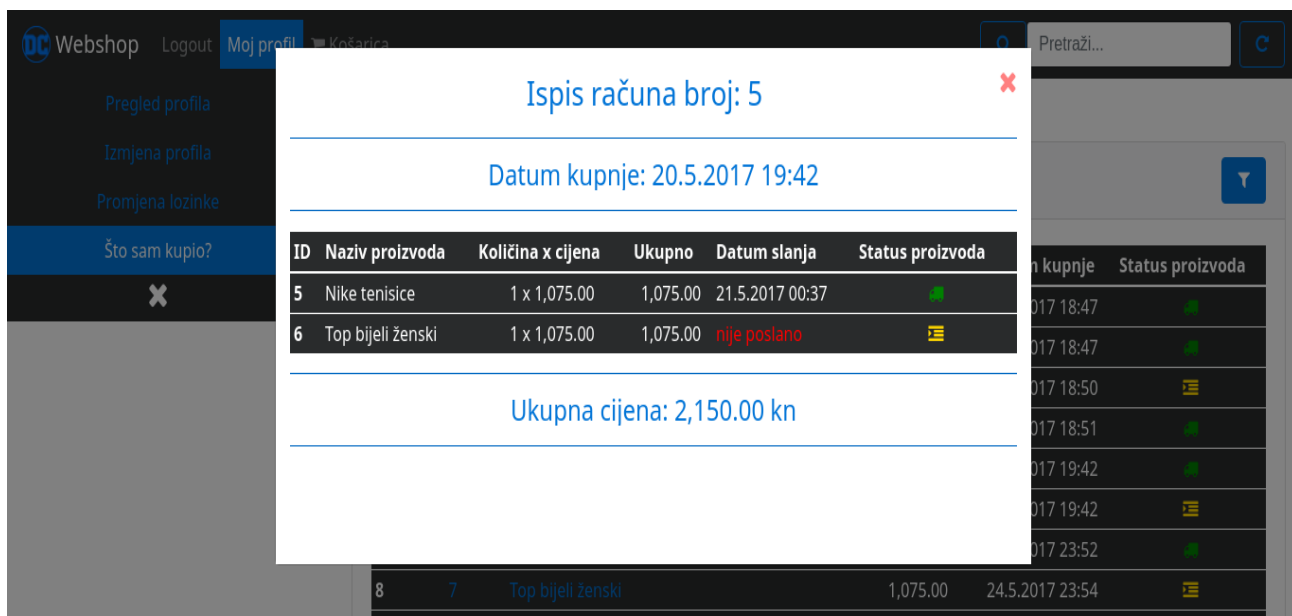 DC Webshop Logout Moj profil Košarica Pretraži...
Pregled profila
Izmjena profila
Promjena lozinke
Što sam kupio?
Ispis računa broj: 5
Datum kupnje: 20.5.2017 19:42
ID Naziv proizvoda Količina x cijena Ukupno Datum slanja Status proizvoda
5 Nike tenisice 1 x 1,075.00 1,075.00 21.5.2017 00:37
6 Top bijeli ženski 1 x 1,075.00 1,075.00 nije poslano
Ukupna cijena: 2,150.00 kn
kupnje Status proizvoda
017 18:47
017 18:47
017 18:50
017 18:51
017 19:42
017 19:42
017 23:52
8 7 Top bijeli ženski 1,075.00 24.5.2017 23:54